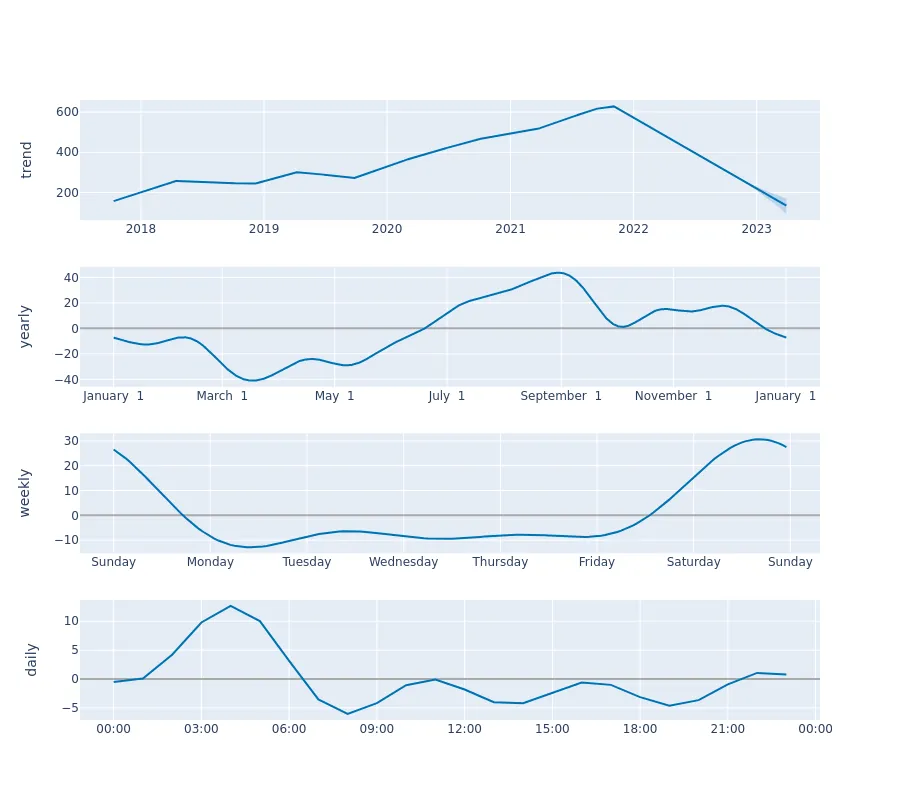 trend
600
400
200
2018 2019 2020 2021 2022 2023
yearly
40
20
0
−20
−40
January 1 March 1 May 1 July 1 September 1 November 1 January 1
weekly
30
20
10
0
−10
Sunday Monday Tuesday Wednesday Thursday Friday Saturday Sunday
daily
10
5
0
−5
00:00 03:00 06:00 09:00 12:00 15:00 18:00 21:00 00:00